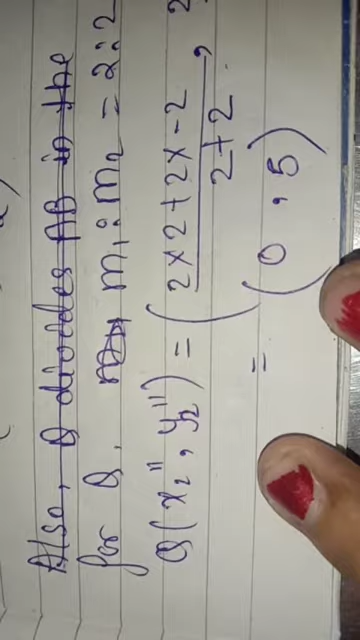 Also, Q divides AB in the
for Q, m₁:m₂ = 2:2
Q(x₂", y₂") = (2×2+2×-2/2+2, 2
= (0, 5)